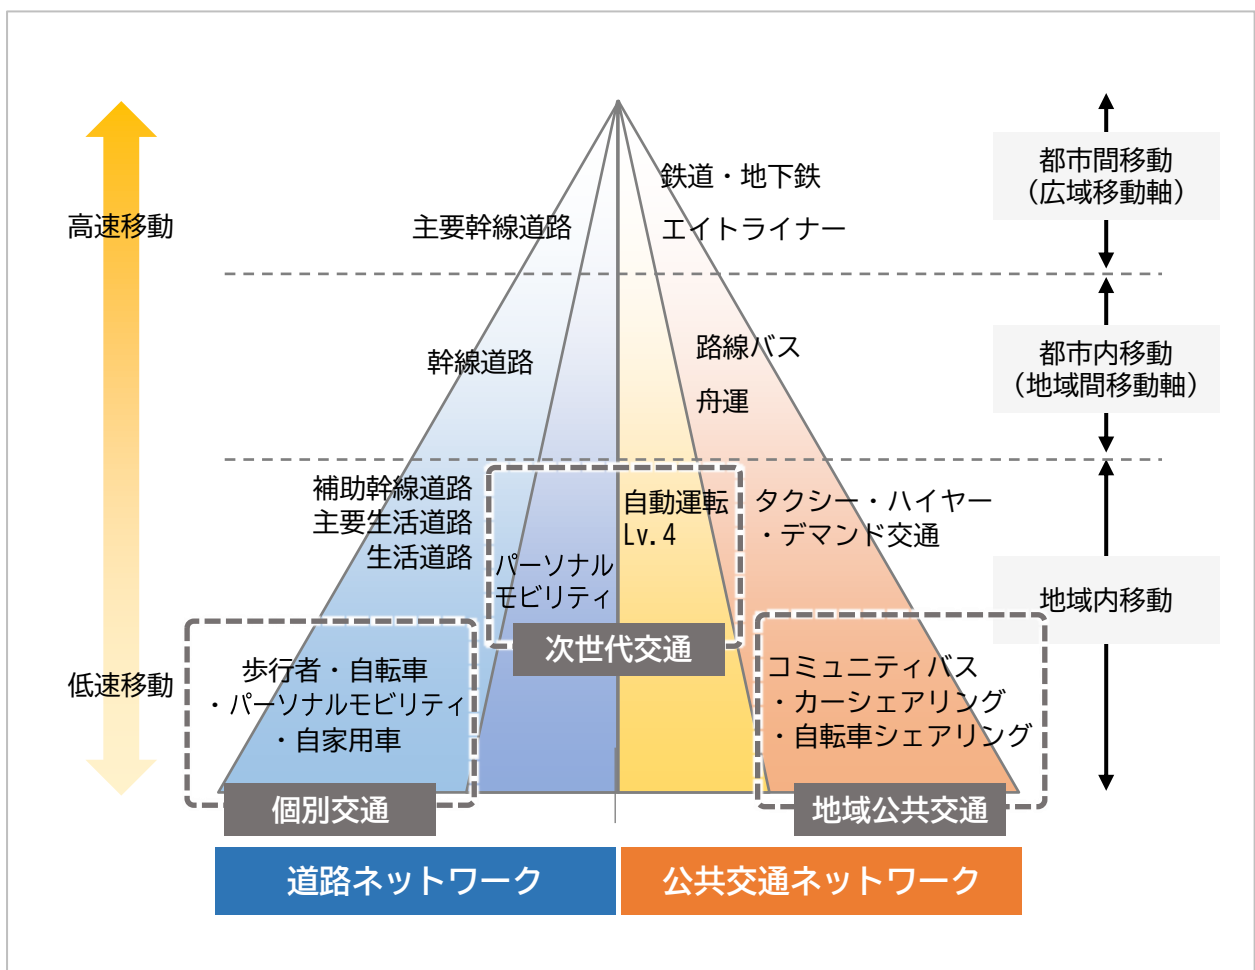 高速移動
低速移動
主要幹線道路
幹線道路
補助幹線道路
主要生活道路
生活道路
歩行者・自転車
・パーソナルモビリティ
・自家用車
個別交通
パーソナル
モビリティ
自動運転
Lv.4
次世代交通
鉄道・地下鉄
エイトライナー
路線バス
舟運
タクシー・ハイヤー
・デマンド交通
コミュニティバス
・カーシェアリング
・自転車シェアリング
地域公共交通
都市間移動
（広域移動軸）
都市内移動
（地域間移動軸）
地域内移動
道路ネットワーク
公共交通ネットワーク